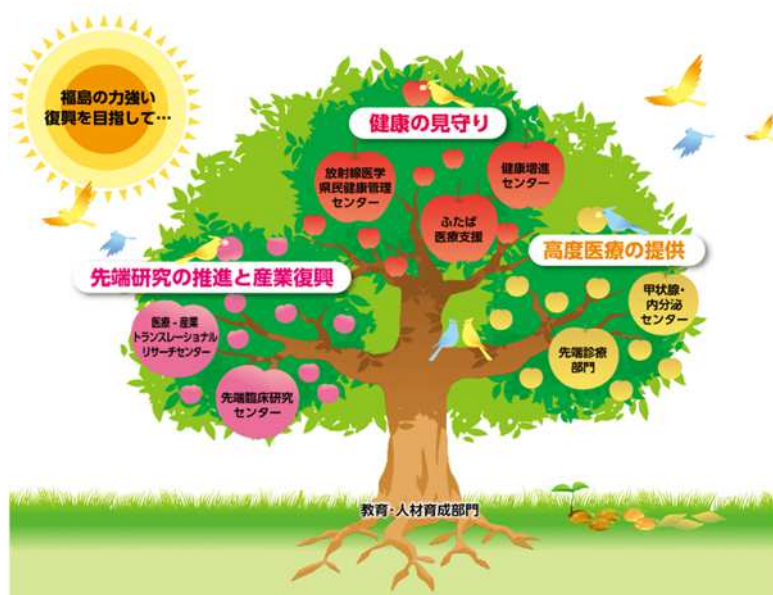 福島の力強い
復興を目指して…
健康の見守り
放射線医学
県民健康管理
センター
健康増進
センター
ふたば
医療支援
先端研究の推進と産業復興
高度医療の提供
医療-産業
トランスレーショナル
リサーチセンター
先端臨床研究
センター
甲状腺・
内分泌
センター
先端診療
部門
教育・人材育成部門